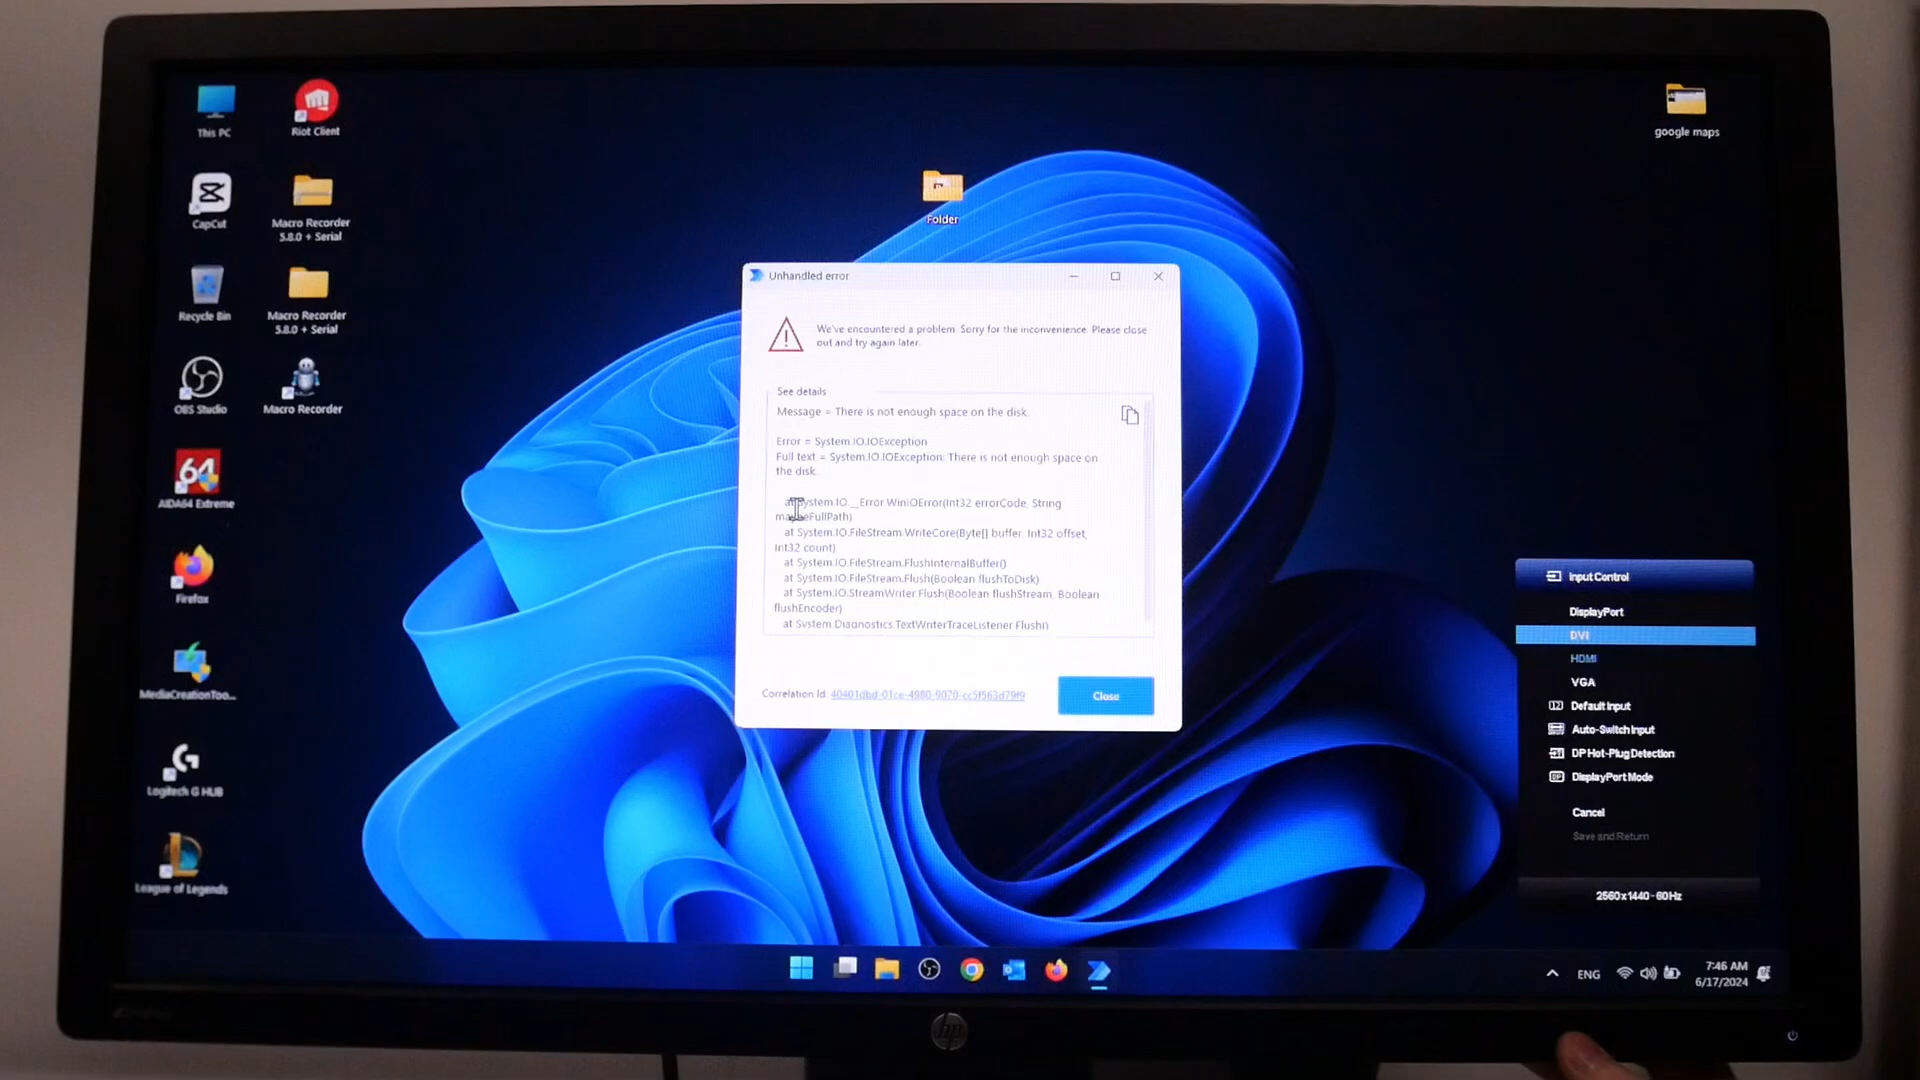 This PC
Riot Client
google maps
CapCut
Macro Recorder
5.8.0 + Serial
Folder
Recycle Bin
Macro Recorder
5.8.0 + Serial
OBS Studio
Macro Recorder
64
AIDA64 Extreme
Firefox
MediaCreationToo...
Logitech G HUB
League of Legends
Unhandled error
We've encountered a problem. Sorry for the inconvenience. Please close
out and try again later.
See details
Message = There is not enough space on the disk.
Error = System.IO.IOException
Full text = System.IO.IOException: There is not enough space on
the disk.
at System.IO.__Error.WinIOError(Int32 errorCode, String
maybeFullPath)
at System.IO.FileStream.WriteCore(Byte[] buffer, Int32 offset,
Int32 count)
at System.IO.FileStream.FlushInternalBuffer()
at System.IO.FileStream.Flush(Boolean flushToDisk)
at System.IO.StreamWriter.Flush(Boolean flushStream, Boolean
flushEncoder)
at System.Diagnostics.TextWriterTraceListener.Flush()
Correlation Id: 40401dbd-01ce-4980-9070-cc5f563d79f9
Close
Input Control
DisplayPort
DVI
HDMI
VGA
Default Input
Auto-Switch Input
DP Hot-Plug Detection
DisplayPort Mode
Cancel
Save and Return
2560x1440 - 60Hz
ENG
7:46 AM
6/17/2024
hp